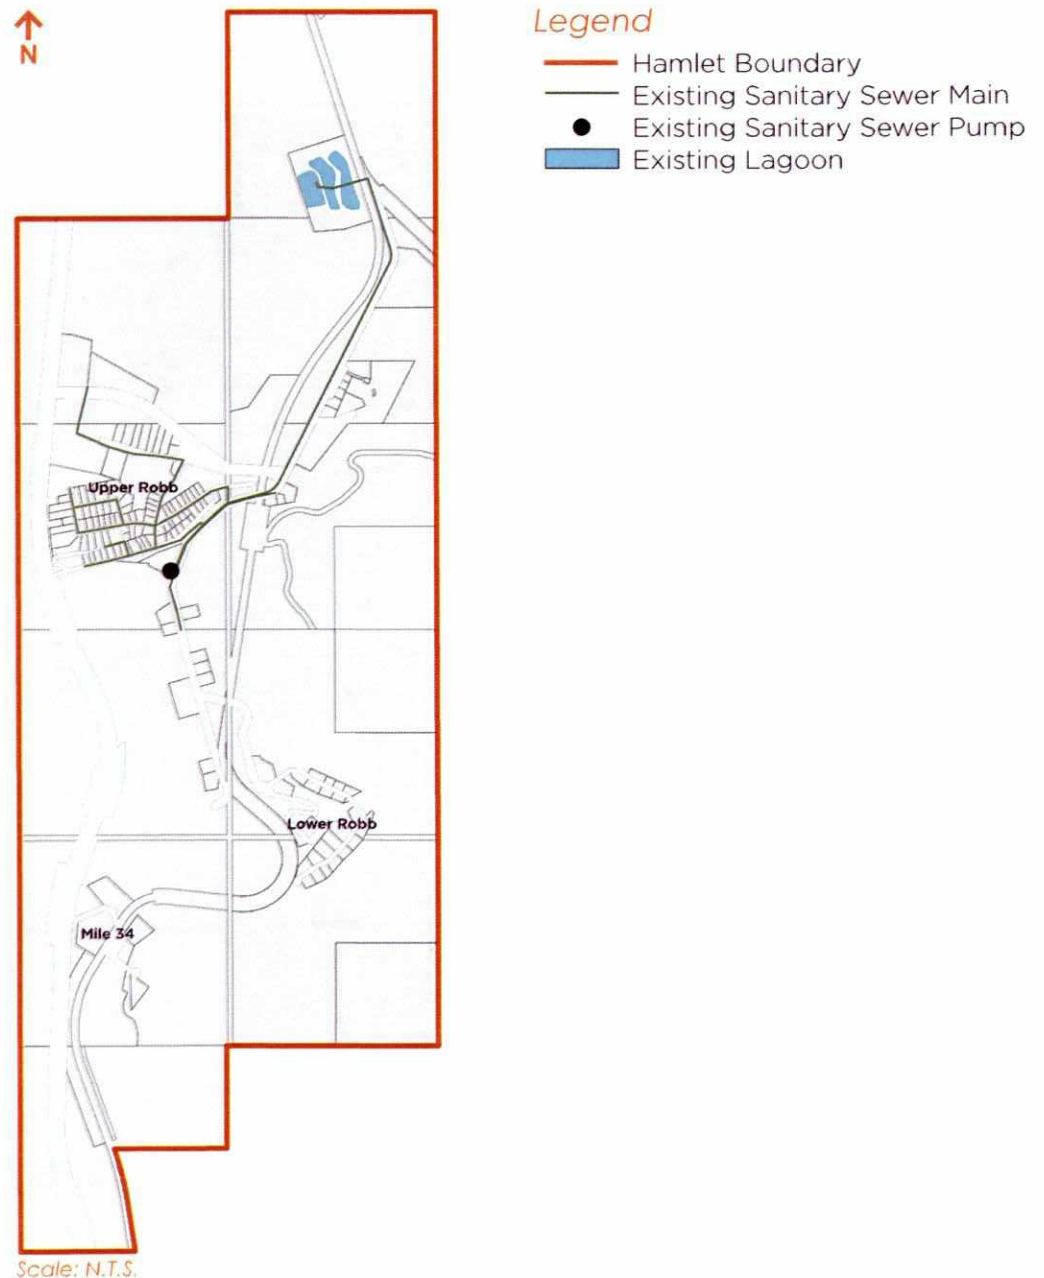 N
Legend
Hamlet Boundary
Existing Sanitary Sewer Main
Existing Sanitary Sewer Pump
Existing Lagoon
Upper Robb
Lower Robb
Mile 34
Scale: N.T.S.